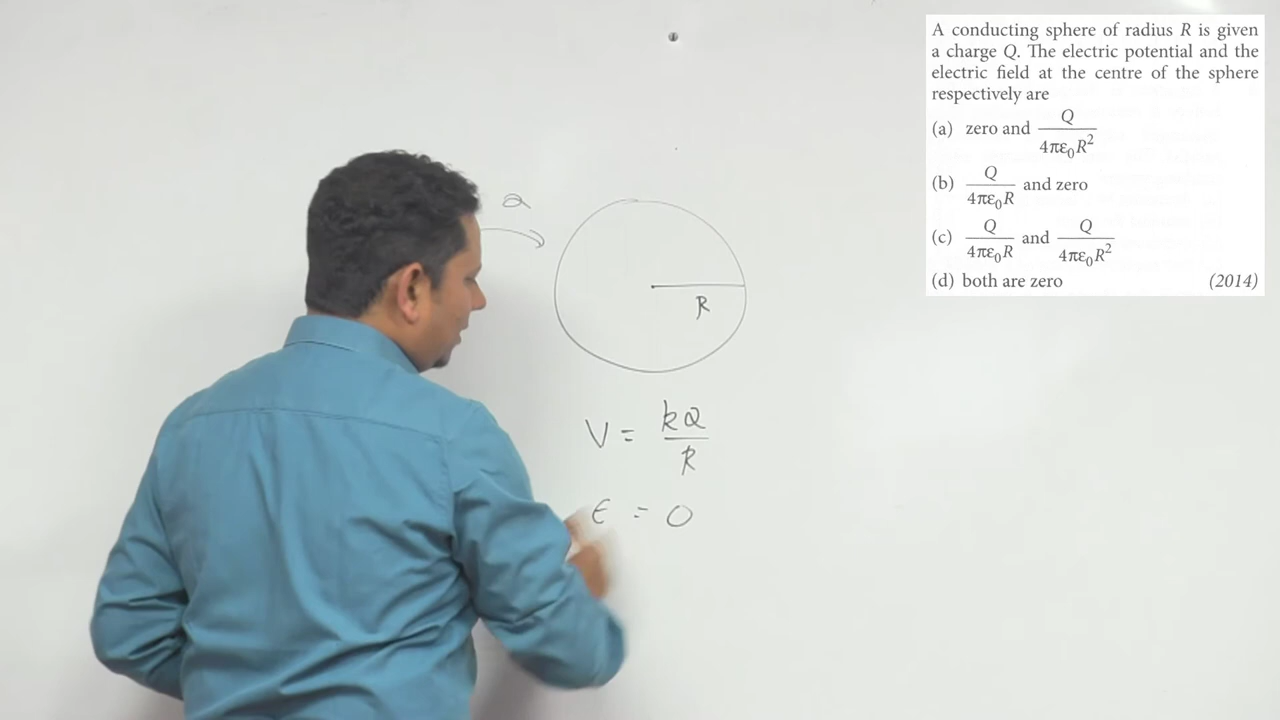 A conducting sphere of radius R is given
a charge Q. The electric potential and the
electric field at the centre of the sphere
respectively are
(a) zero and Q/4πε₀R²
(b) Q/4πε₀R and zero
(c) Q/4πε₀R and Q/4πε₀R²
(d) both are zero (2014)
Q
R
V = kQ/R
E = 0